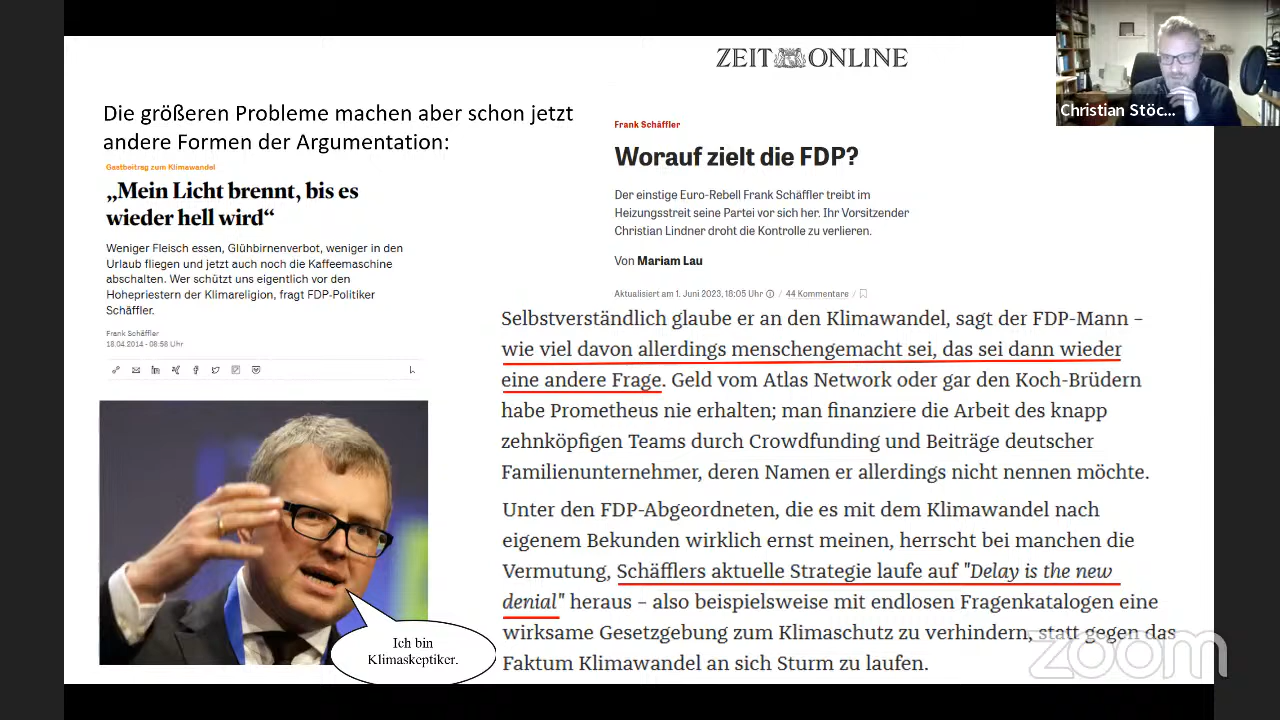 ZEIT ONLINE
Christian Stöc...
Die größeren Probleme machen aber schon jetzt
andere Formen der Argumentation:
Gastbeitrag zum Klimawandel
„Mein Licht brennt, bis es
wieder hell wird“
Weniger Fleisch essen, Glühbirnenverbot, weniger in den
Urlaub fliegen und jetzt auch noch die Kaffeemaschine
abschalten. Wer schützt uns eigentlich vor den
Hohepriestern der Klimareligion, fragt FDP-Politiker
Schäffler.
Frank Schäffler
18.04.2014 - 08:58 Uhr
Ich bin
Klimaskeptiker.
Frank Schäffler
Worauf zielt die FDP?
Der einstige Euro-Rebell Frank Schäffler treibt im
Heizungsstreit seine Partei vor sich her. Ihr Vorsitzender
Christian Lindner droht die Kontrolle zu verlieren.
Von Mariam Lau
Aktualisiert am 1. Juni 2023, 18:05 Uhr / 44 Kommentare /
Selbstverständlich glaube er an den Klimawandel, sagt der FDP-Mann –
wie viel davon allerdings menschengemacht sei, das sei dann wieder
eine andere Frage. Geld vom Atlas Network oder gar den Koch-Brüdern
habe Prometheus nie erhalten; man finanziere die Arbeit des knapp
zehnköpfigen Teams durch Crowdfunding und Beiträge deutscher
Familienunternehmer, deren Namen er allerdings nicht nennen möchte.
Unter den FDP-Abgeordneten, die es mit dem Klimawandel nach
eigenem Bekunden wirklich ernst meinen, herrscht bei manchen die
Vermutung, Schäfflers aktuelle Strategie laufe auf "Delay is the new
denial" heraus – also beispielsweise mit endlosen Fragenkatalogen eine
wirksame Gesetzgebung zum Klimaschutz zu verhindern, statt gegen das
Faktum Klimawandel an sich Sturm zu laufen.
zoom